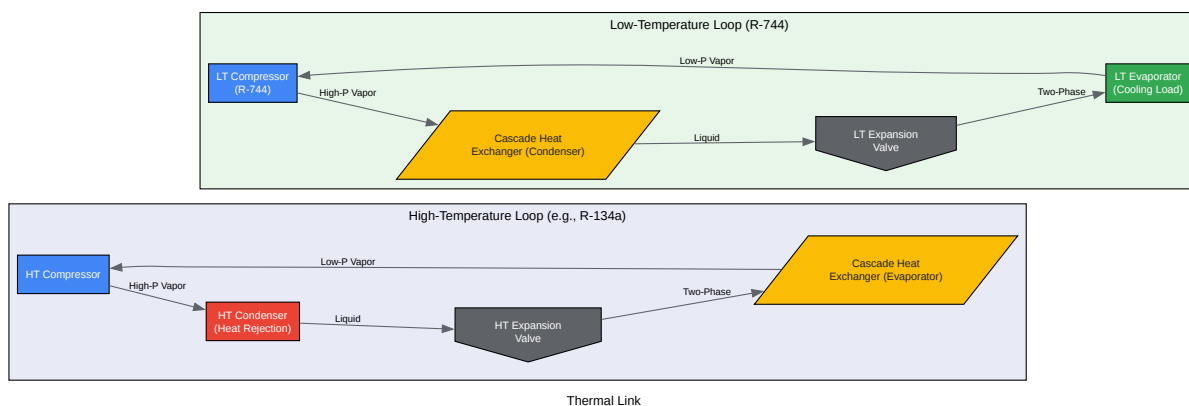 Low-Temperature Loop (R-744)
LT Compressor
(R-744)
Low-P Vapor
LT Evaporator
(Cooling Load)
High-P Vapor
Two-Phase
Cascade Heat
Exchanger (Condenser)
Liquid
LT Expansion
Valve
High-Temperature Loop (e.g., R-134a)
HT Compressor
Low-P Vapor
Cascade Heat
Exchanger (Evaporator)
High-P Vapor
Two-Phase
HT Condenser
(Heat Rejection)
Liquid
HT Expansion
Valve
Thermal Link